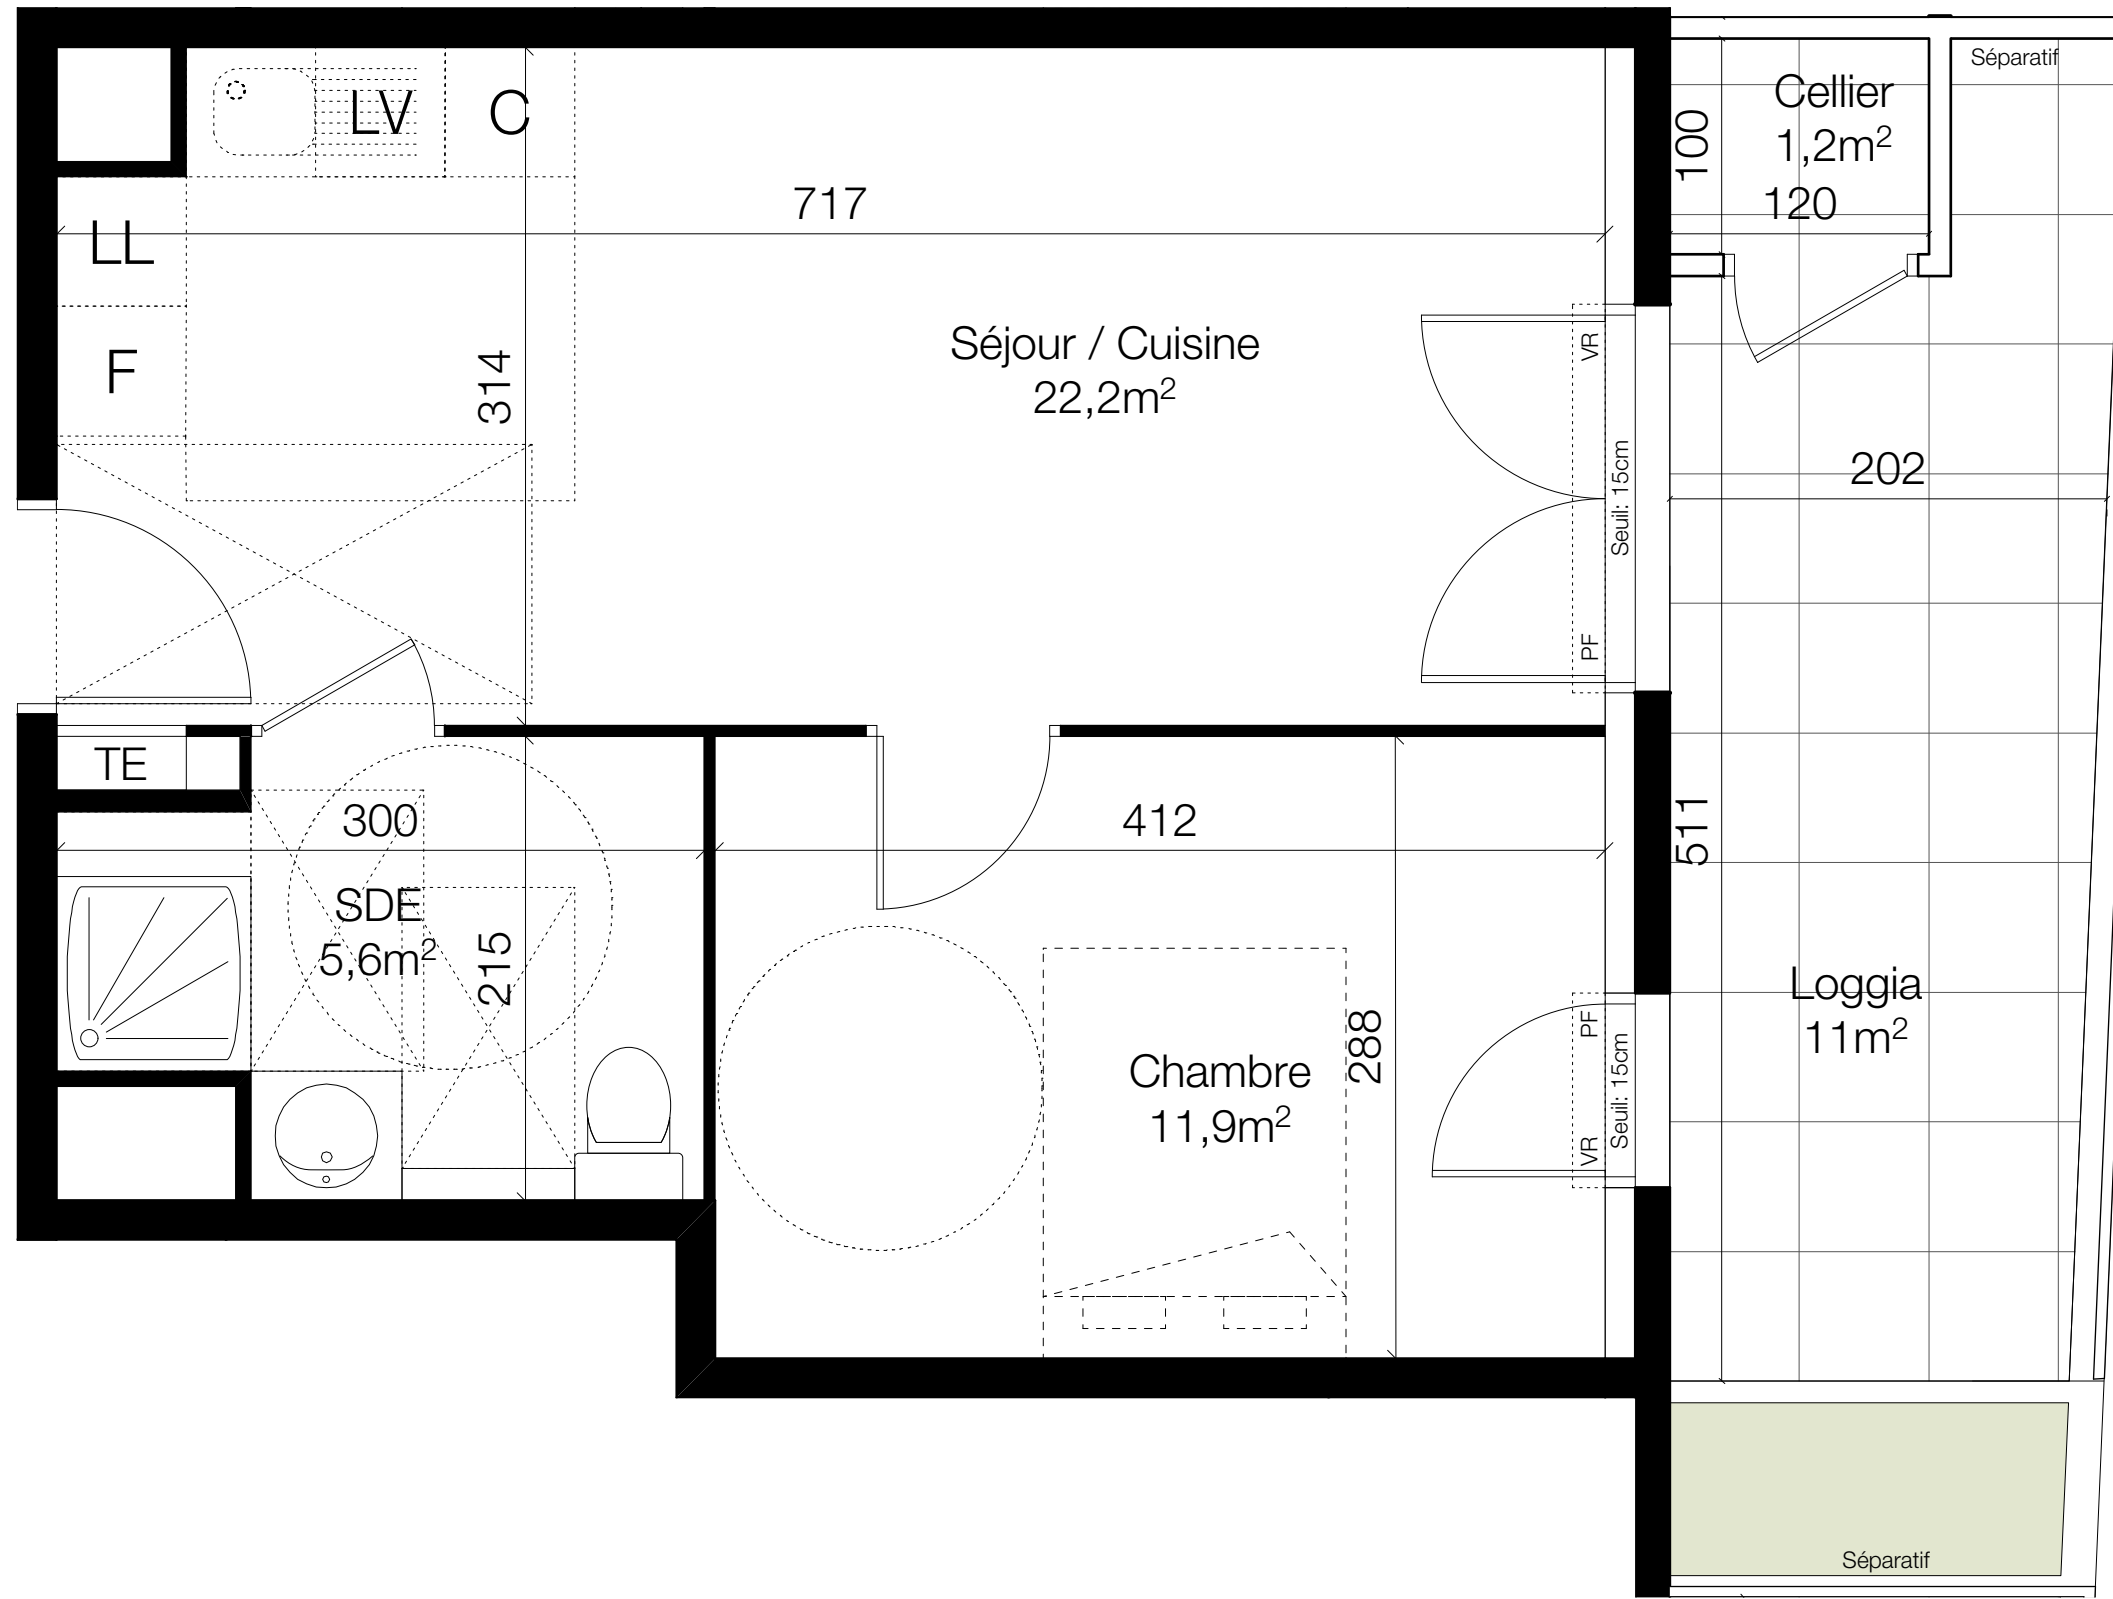 Séparatif
LV
C
Cellier
1,2m²
100
120
717
LL
F
314
Séjour / Cuisine
22,2m²
VR
Seuil: 15cm
PF
202
TE
300
412
511
SDE
5,6m²
215
Chambre
11,9m²
288
PF
Seuil: 15cm
VR
Loggia
11m²
Séparatif